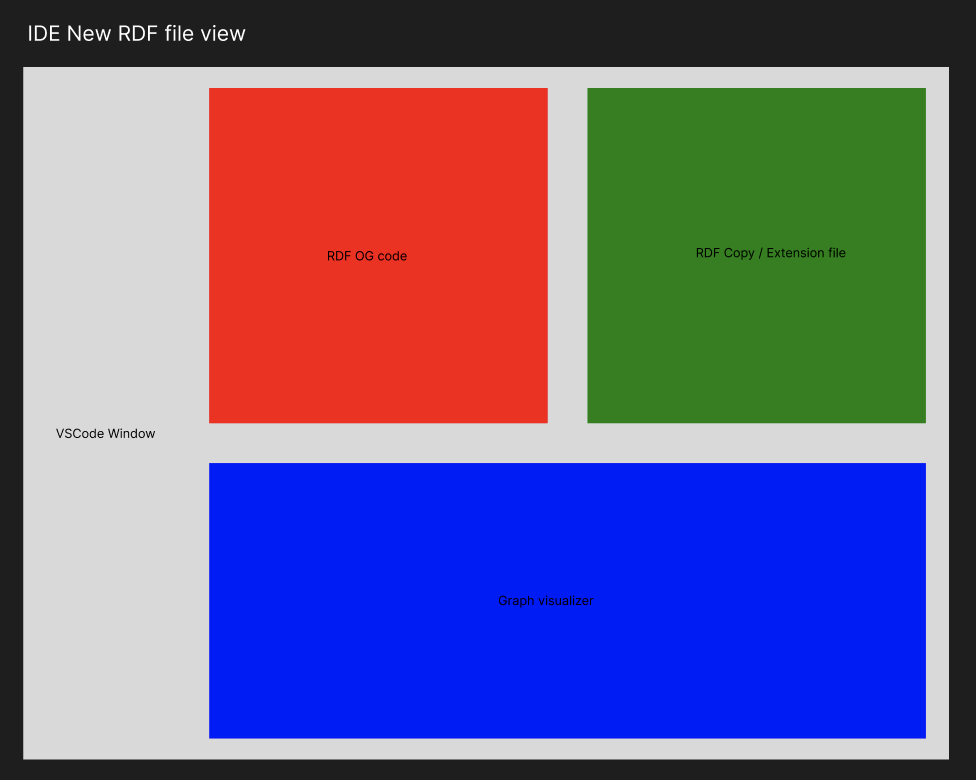 IDE New RDF file view
RDF OG code
RDF Copy / Extension file
VSCode Window
Graph visualizer